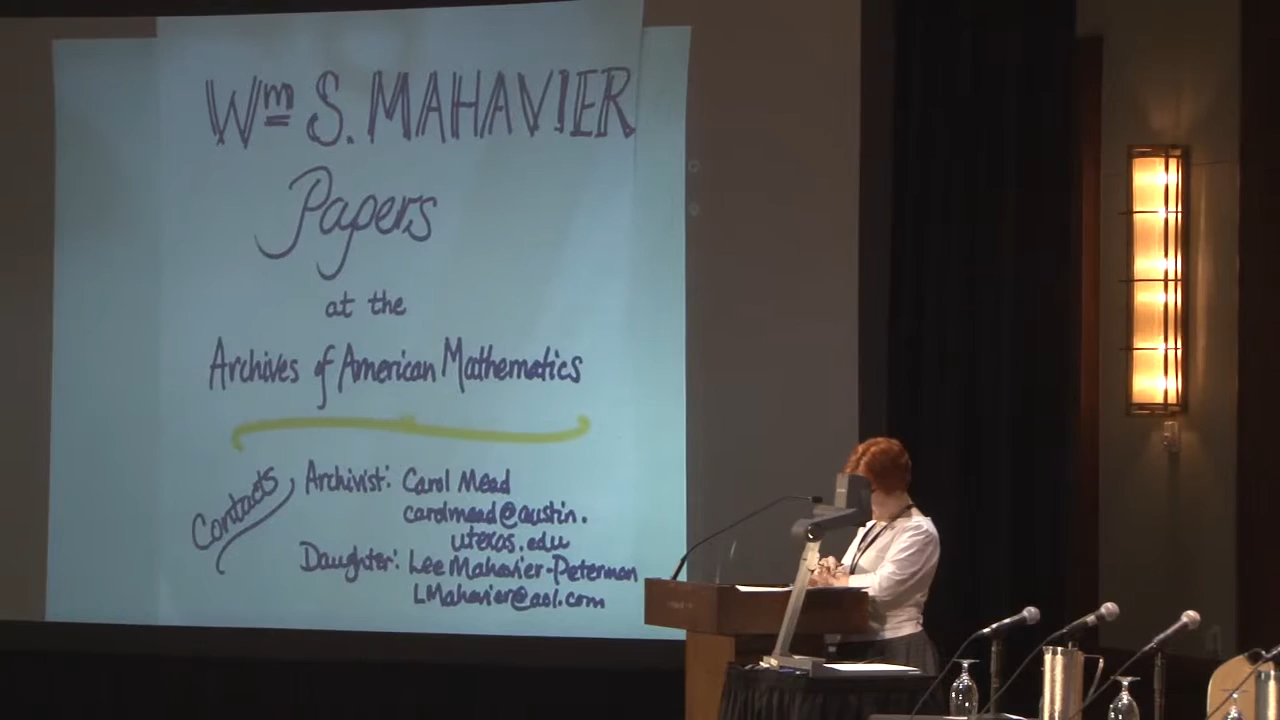 Wm S. MAHAVIER
Papers
at the
Archives of American Mathematics
Contacts
Archivist: Carol Mead
carolmead@austin.
utexas.edu
Daughter: Lee Mahavier-Peterman
LMahavier@aol.com